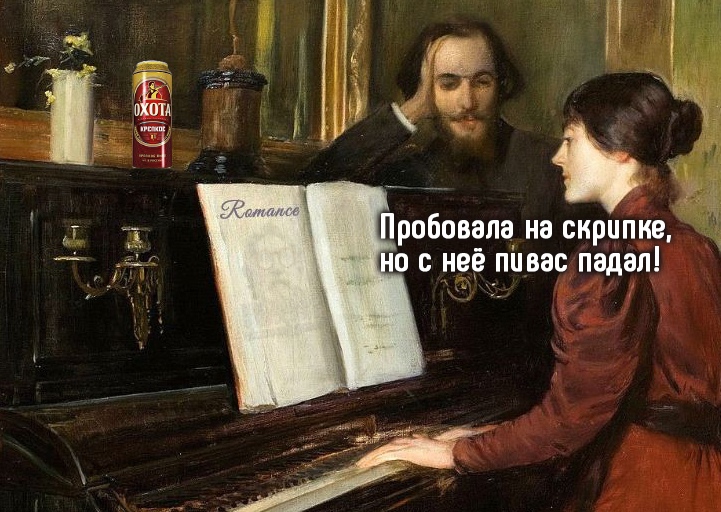 ОХОТА
КРЕПКОЕ
Romance
Пробовала на скрипке,
но с неё пивас падал!